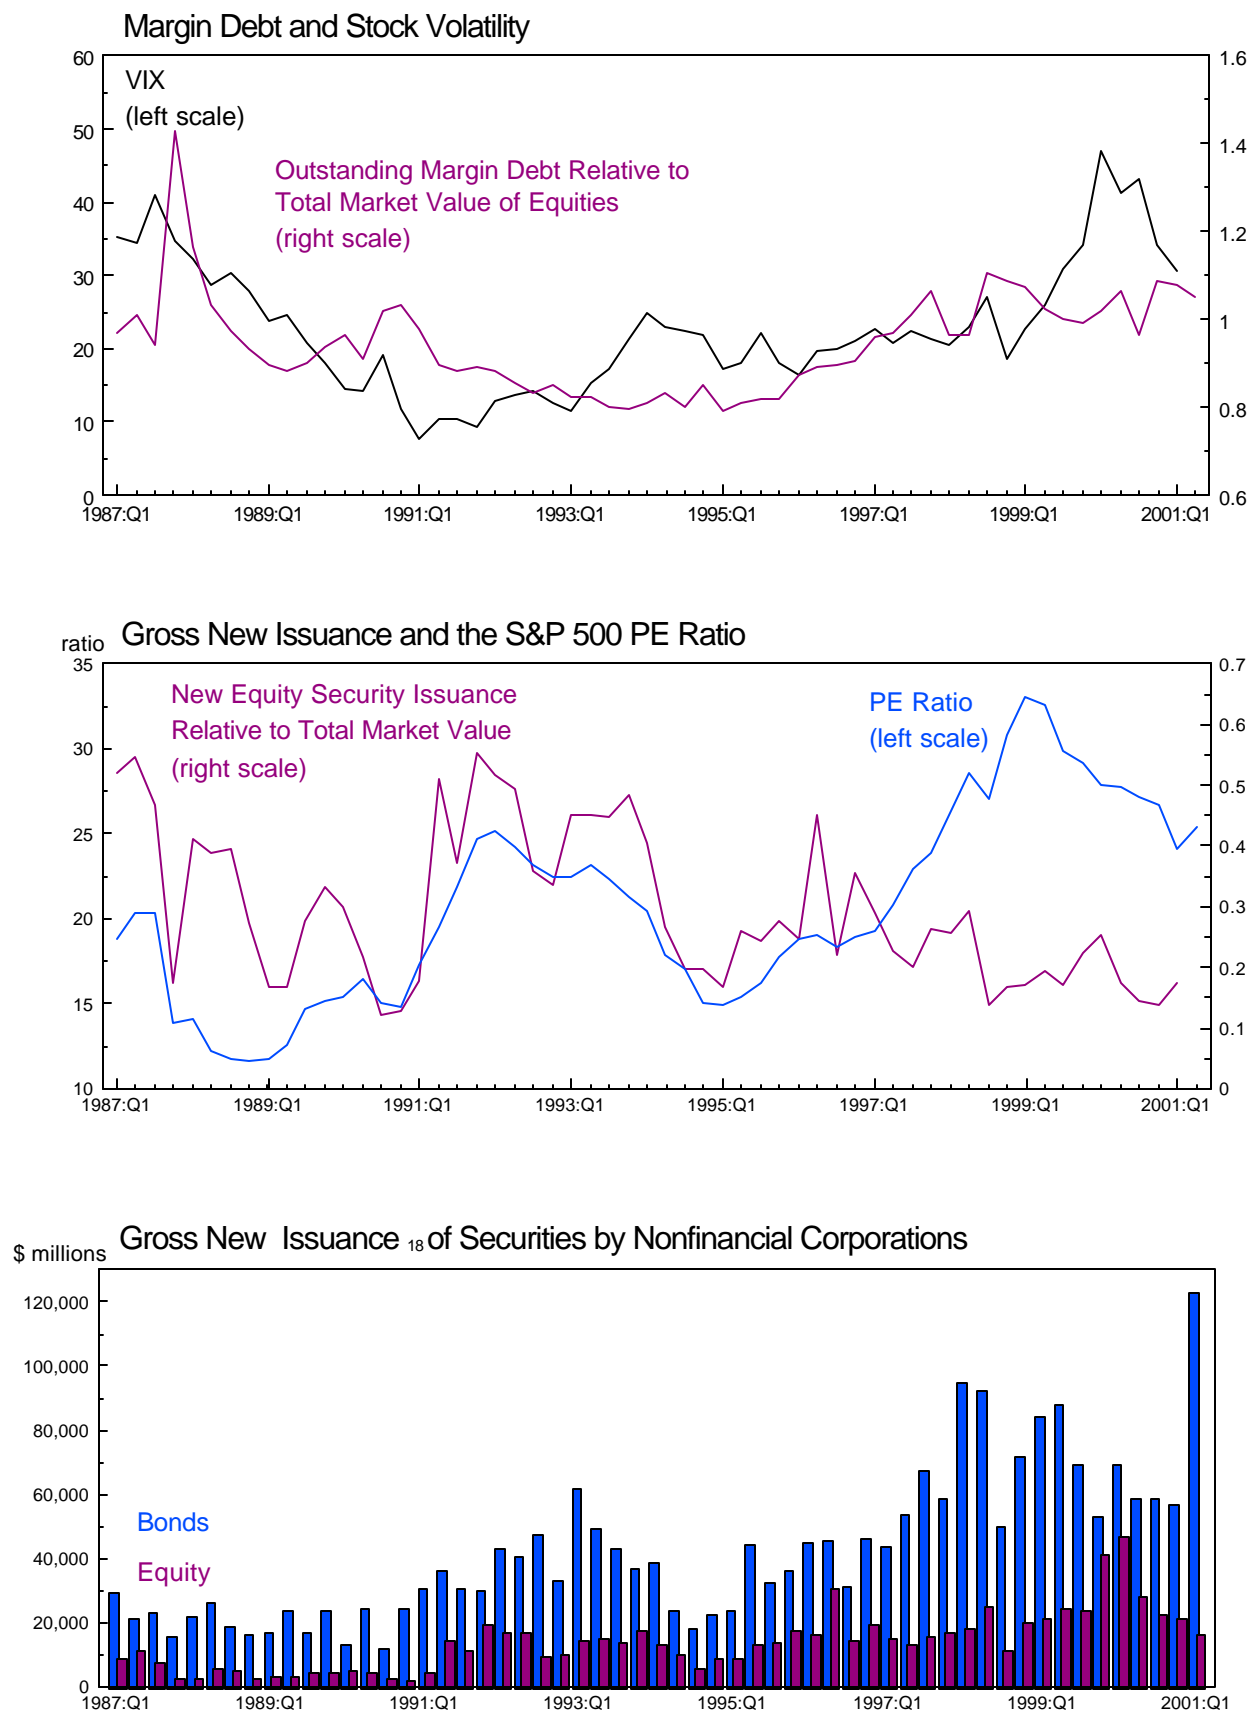 Margin Debt and Stock Volatility
60
1.6
VIX
(left scale)
50
1.4
Outstanding Margin Debt Relative to
Total Market Value of Equities
(right scale)
40
1.2
30
1
20
0.8
10
0
0.6
1987:Q1 1989:Q1 1991:Q1 1993:Q1 1995:Q1 1997:Q1 1999:Q1 2001:Q1
ratio Gross New Issuance and the S&P 500 PE Ratio
35
0.7
New Equity Security Issuance
Relative to Total Market Value
(right scale)
PE Ratio
(left scale)
0.6
30
0.5
25
0.4
20
0.3
0.2
15
0.1
10
0
1987:Q1 1989:Q1 1991:Q1 1993:Q1 1995:Q1 1997:Q1 1999:Q1 2001:Q1
$ millions Gross New Issuance 18 of Securities by Nonfinancial Corporations
120,000
100,000
80,000
60,000
Bonds
40,000
Equity
20,000
0
1987:Q1 1989:Q1 1991:Q1 1993:Q1 1995:Q1 1997:Q1 1999:Q1 2001:Q1